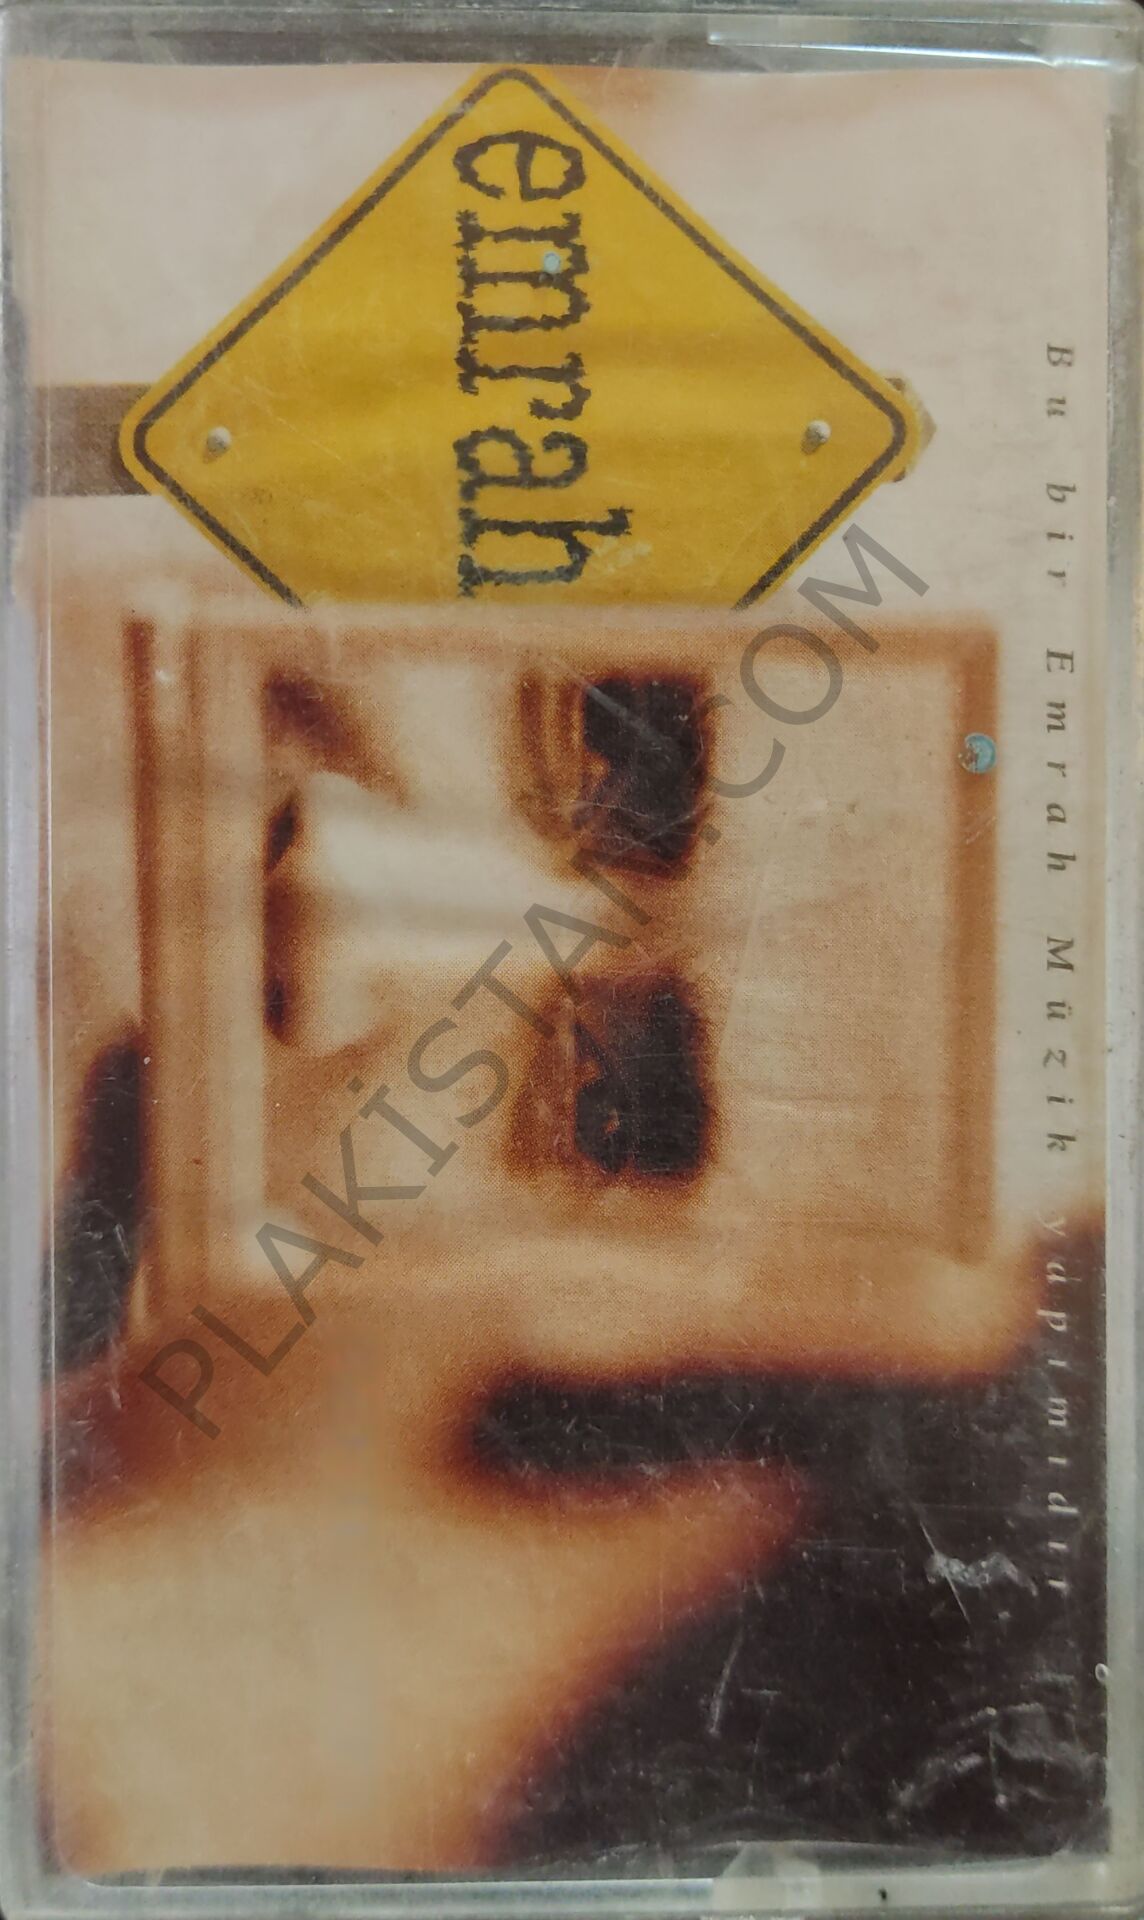 emrah
Bu bir Emrah Müzik yapımıdır
PLAKİSTAN.COM